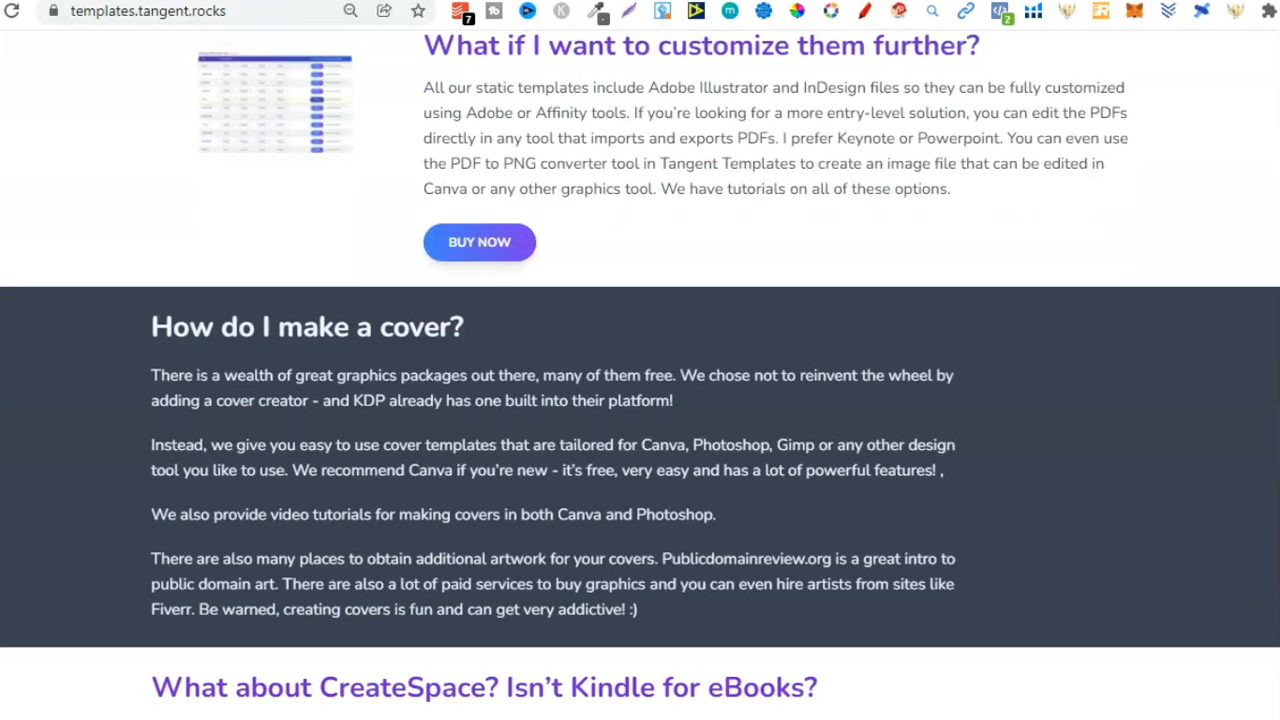 templates.tangent.rocks
7
2
What if I want to customize them further?
All our static templates include Adobe Illustrator and InDesign files so they can be fully customized
using Adobe or Affinity tools. If you’re looking for a more entry-level solution, you can edit the PDFs
directly in any tool that imports and exports PDFs. I prefer Keynote or Powerpoint. You can even use
the PDF to PNG converter tool in Tangent Templates to create an image file that can be edited in
Canva or any other graphics tool. We have tutorials on all of these options.
BUY NOW
How do I make a cover?
There is a wealth of great graphics packages out there, many of them free. We chose not to reinvent the wheel by
adding a cover creator - and KDP already has one built into their platform!
Instead, we give you easy to use cover templates that are tailored for Canva, Photoshop, Gimp or any other design
tool you like to use. We recommend Canva if you’re new - it’s free, very easy and has a lot of powerful features! ,
We also provide video tutorials for making covers in both Canva and Photoshop.
There are also many places to obtain additional artwork for your covers. Publicdomainreview.org is a great intro to
public domain art. There are also a lot of paid services to buy graphics and you can even hire artists from sites like
Fiverr. Be warned, creating covers is fun and can get very addictive! :)
What about CreateSpace? Isn’t Kindle for eBooks?